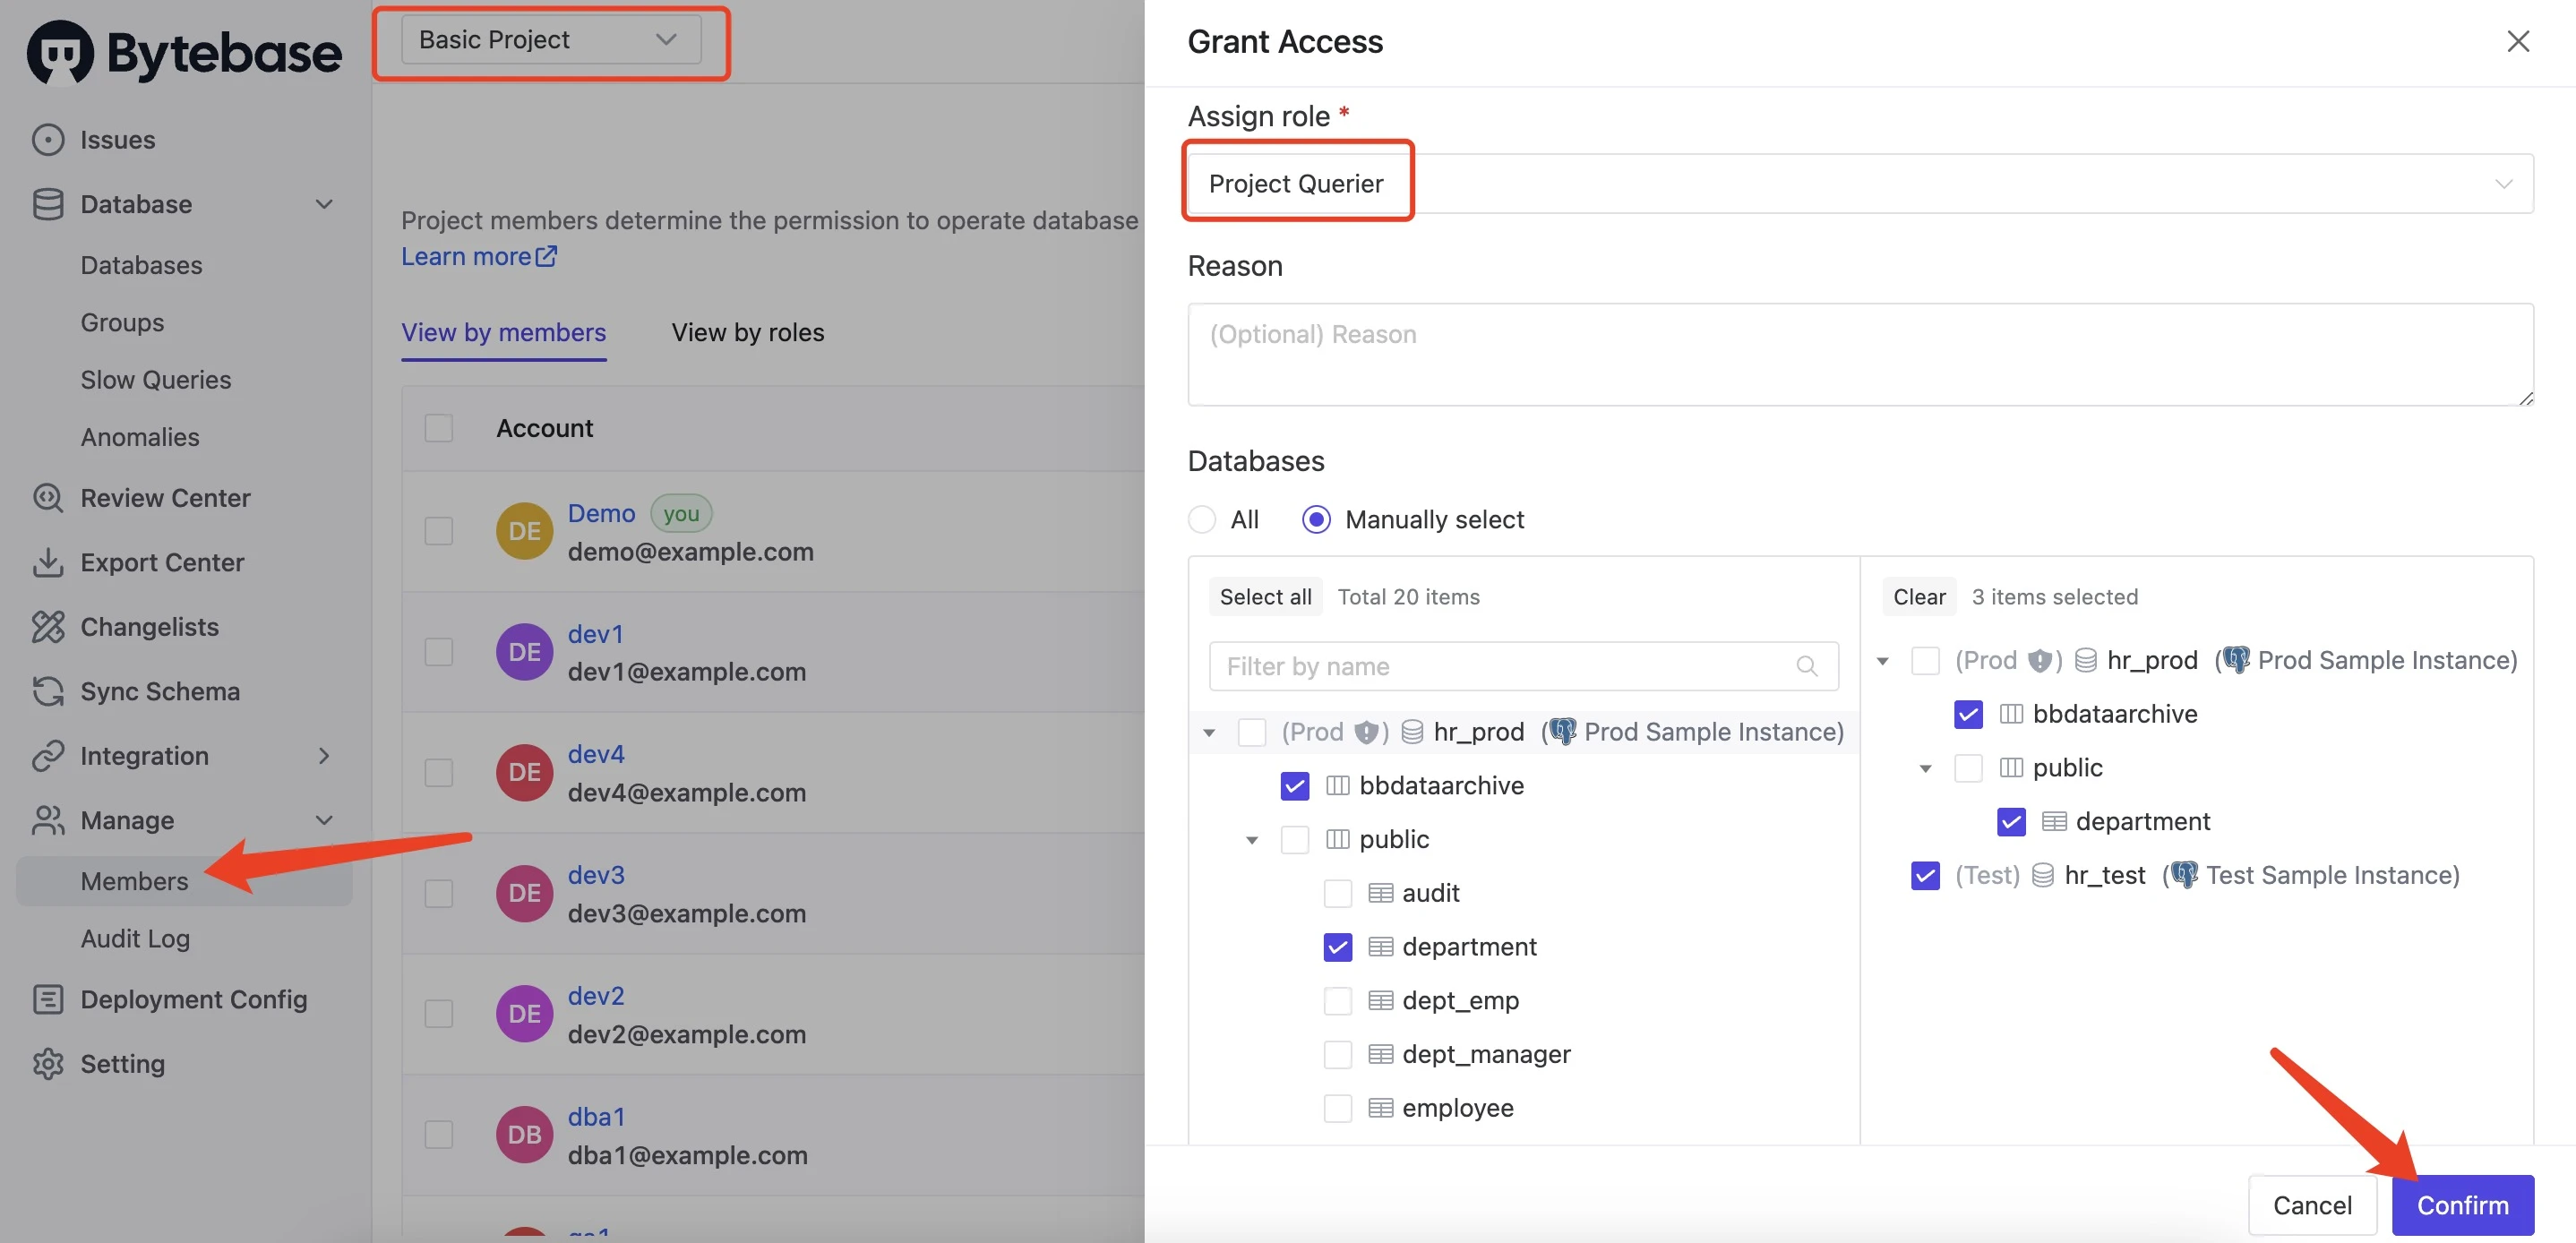 Bytebase
Issues
Database
Databases
Groups
Slow Queries
Anomalies
Review Center
Export Center
Changelists
Sync Schema
Integration
Manage
Members
Audit Log
Deployment Config
Setting
Basic Project
Project members determine the permission to operate database
Learn more
View by members View by roles
Account
DE Demo you
demo@example.com
DE dev1
dev1@example.com
DE dev4
dev4@example.com
DE dev3
dev3@example.com
DE dev2
dev2@example.com
DB dba1
dba1@example.com
Grant Access
Assign role *
Project Querier
Reason
(Optional) Reason
Databases
All Manually select
Select all Total 20 items
Filter by name
(Prod) hr_prod (Prod Sample Instance)
bbdataarchive
public
audit
department
dept_emp
dept_manager
employee
Clear 3 items selected
(Prod) hr_prod (Prod Sample Instance)
bbdataarchive
public
department
(Test) hr_test (Test Sample Instance)
Cancel Confirm